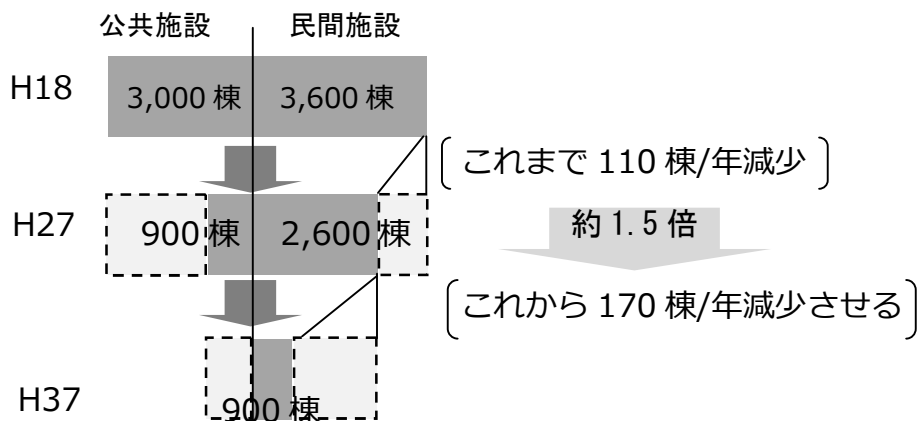 公共施設 民間施設
H18 3,000 棟 3,600 棟
これまで 110 棟/年減少
H27 900 棟 2,600 棟
約 1.5 倍
これから 170 棟/年減少させる
H37
900 棟